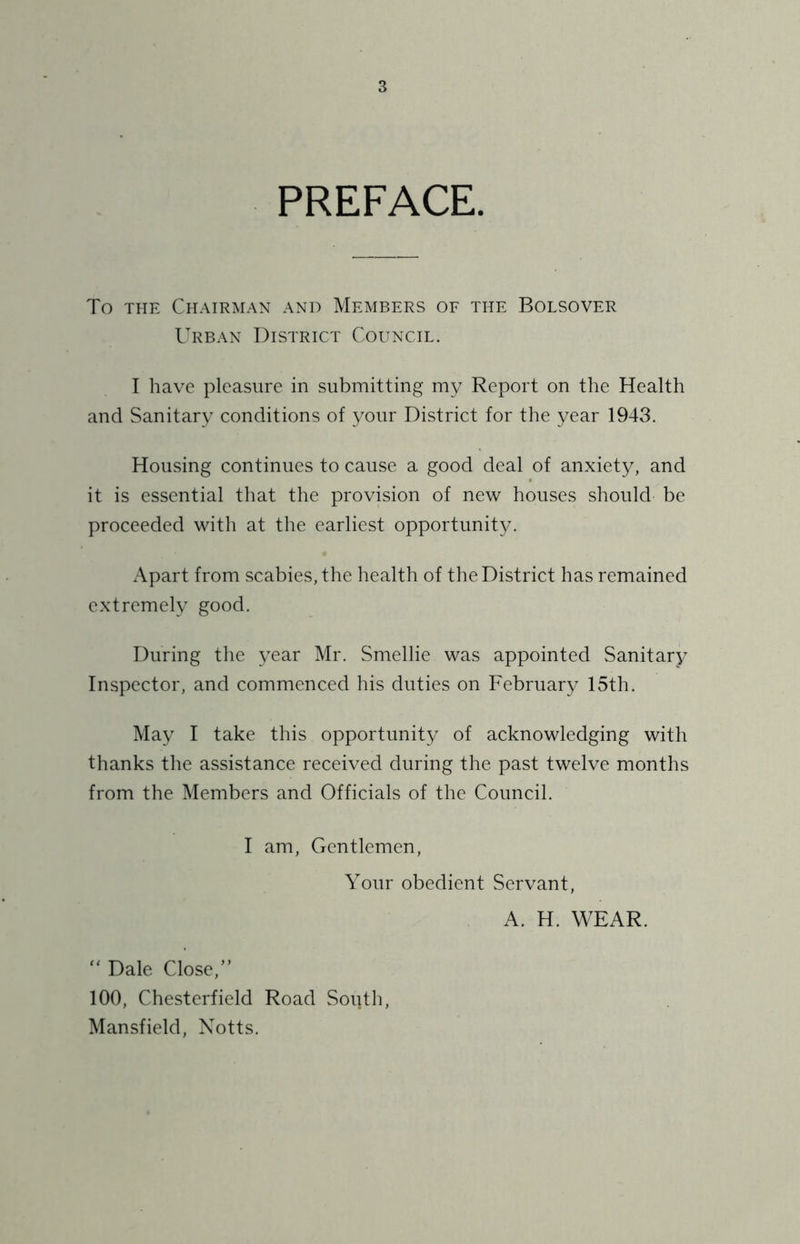 3
PREFACE.
To the Chairman and Members of the Bolsover
Urban District Council.
I have pleasure in submitting my Report on the Health
and Sanitary conditions of your District for the year 1943.
Housing continues to cause a good deal of anxiety, and
it is essential that the provision of new houses should be
proceeded with at the earliest opportunity.
Apart from scabies, the health of the District has remained
extremely good.
During the year Mr. Smellie was appointed Sanitary
Inspector, and commenced his duties on February 15th.
May I take this opportunity of acknowledging with
thanks the assistance received during the past twelve months
from the Members and Officials of the Council.
I am, Gentlemen,
Your obedient Servant,
A. H. WEAR.
“ Dale Close,”
100, Chesterfield Road South,
Mansfield, Notts.